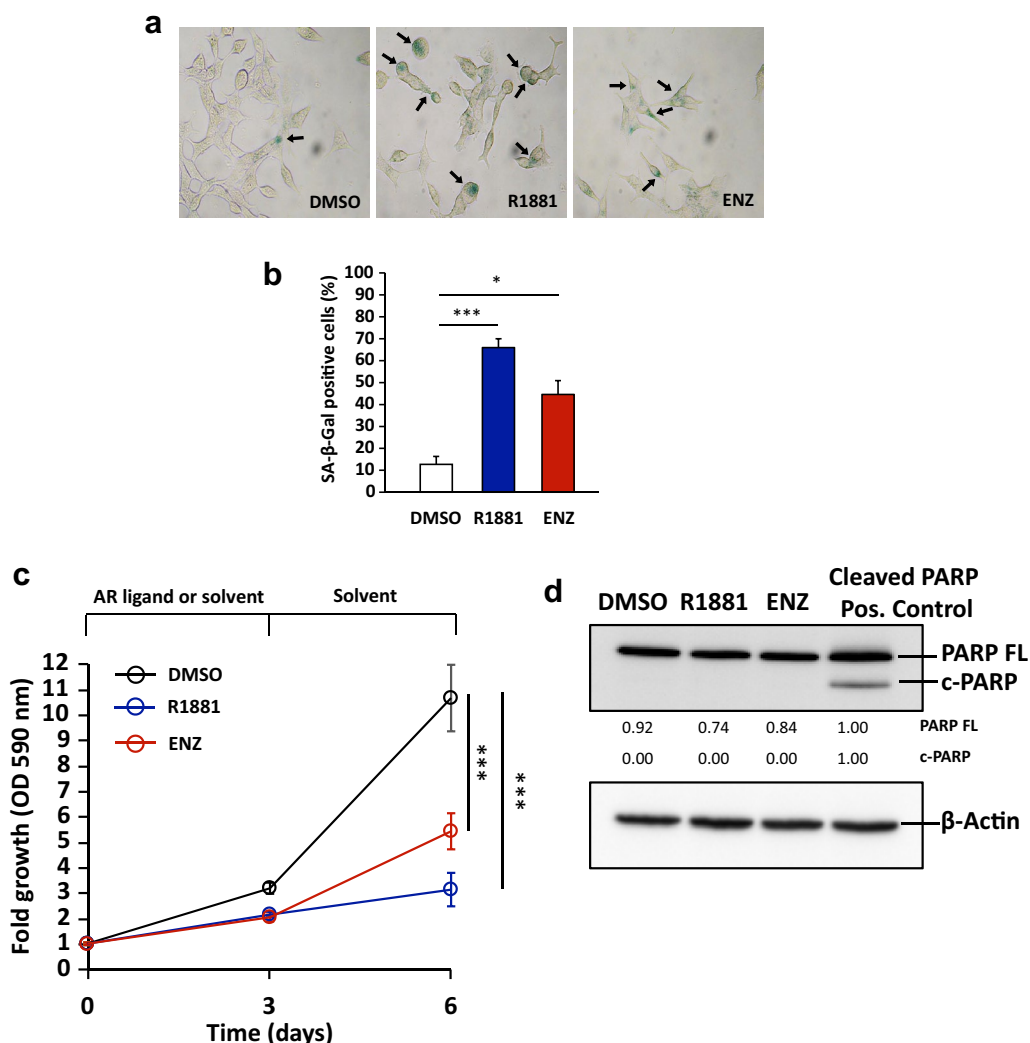 a
DMSO
R1881
ENZ
b
SA-β-Gal positive cells (%)
100
90
80
70
60
50
40
30
20
10
0
*
***
DMSO R1881 ENZ
c
AR ligand or solvent
Solvent
Fold growth (OD 590 nm)
12
11
10
9
8
7
6
5
4
3
2
1
0
DMSO
R1881
ENZ
***
***
0 3 6
Time (days)
d
DMSO R1881 ENZ Cleaved PARP
Pos. Control
PARP FL
c-PARP
0.92 0.74 0.84 1.00 PARP FL
0.00 0.00 0.00 1.00 c-PARP
β-Actin